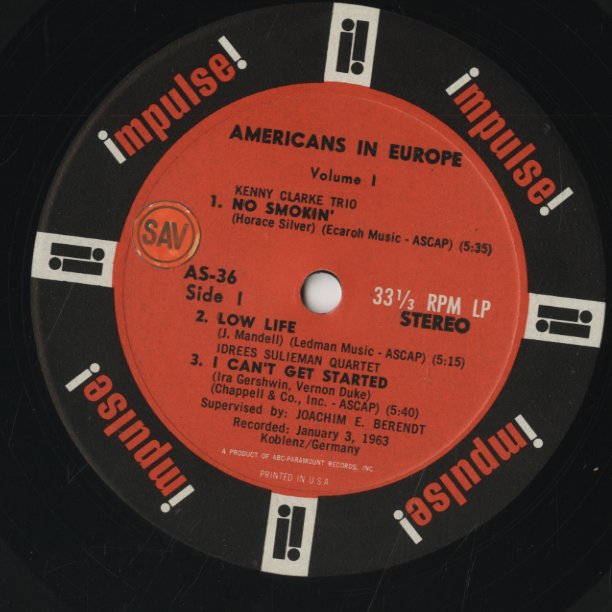 impulse!
impulse!
AMERICANS IN EUROPE
Volume 1
KENNY CLARKE TRIO
1. NO SMOKIN'
(Horace Silver) (Ecaroh Music - ASCAP) (5:35)
SAV
AS-36
Side 1
33 1/3 RPM LP
STEREO
2. LOW LIFE
(J. Mandell) (Ledman Music - ASCAP) (5:15)
IDREES SULIEMAN QUARTET
3. I CAN'T GET STARTED
(Ira Gershwin, Vernon Duke)
(Chappell & Co., Inc. - ASCAP) (5:40)
Supervised by: JOACHIM E. BERENDT
Recorded: January 3, 1963
Koblenz/Germany
A PRODUCT OF ABC-PARAMOUNT RECORDS, INC.
PRINTED IN U.S.A.
impulse!
impulse!